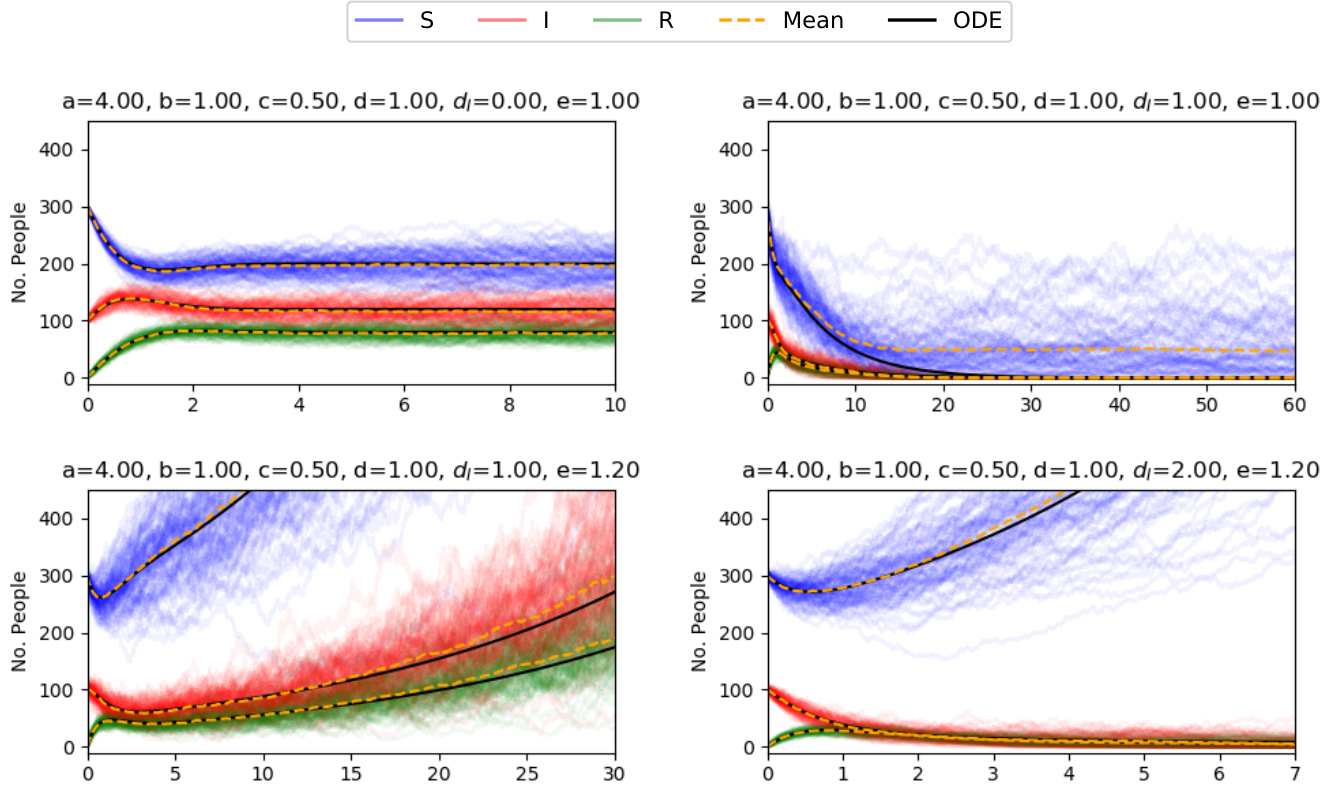 S I R Mean ODE
a=4.00, b=1.00, c=0.50, d=1.00, d_I=0.00, e=1.00
No. People
400
300
200
100
0
0 2 4 6 8 10
a=4.00, b=1.00, c=0.50, d=1.00, d_I=1.00, e=1.00
No. People
400
300
200
100
0
0 10 20 30 40 50 60
a=4.00, b=1.00, c=0.50, d=1.00, d_I=1.00, e=1.20
No. People
400
300
200
100
0
0 5 10 15 20 25 30
a=4.00, b=1.00, c=0.50, d=1.00, d_I=2.00, e=1.20
No. People
400
300
200
100
0
0 1 2 3 4 5 6 7